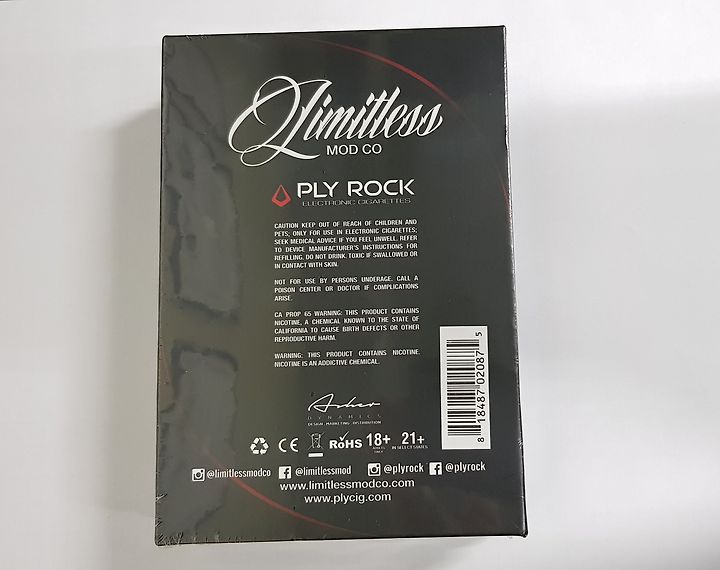 Limitless
MOD CO
PLY ROCK
ELECTRONIC CIGARETTES
CAUTION KEEP OUT OF REACH OF CHILDREN AND
PETS; ONLY FOR USE IN ELECTRONIC CIGARETTES;
SEEK MEDICAL ADVICE IF YOU FEEL UNWELL. REFER
TO DEVICE MANUFACTURER'S INSTRUCTIONS FOR
REFILLING. DO NOT DRINK. TOXIC IF SWALLOWED OR
IN CONTACT WITH SKIN.
NOT FOR USE BY PERSONS UNDERAGE. CALL A
POISON CENTER OR DOCTOR IF COMPLICATIONS
ARISE.
CA PROP 65 WARNING: THIS PRODUCT CONTAINS
NICOTINE, A CHEMICAL KNOWN TO THE STATE OF
CALIFORNIA TO CAUSE BIRTH DEFECTS OR OTHER
REPRODUCTIVE HARM.
WARNING: THIS PRODUCT CONTAINS NICOTINE.
NICOTINE IS AN ADDICTIVE CHEMICAL.
8 18487 02087 5
Asher
DYNAMICS
DESIGN . MARKETING . DISTRIBUTION
CE RoHS 18+ 21+
ADULTS ONLY IN SELECT STATES
@limitlessmodco @limitlessmod @plyrock @plyrock
www.limitlessmodco.com
www.plycig.com